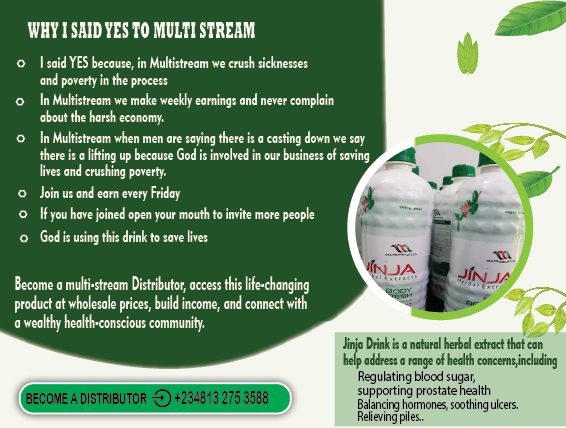 WHY I SAID YES TO MULTI STREAM
I said YES because, in Multistream we crush sicknesses
and poverty in the process
In Multistream we make weekly earnings and never complain
about the harsh economy.
In Multistream when men are saying there is a casting down we say
there is a lifting up because God is involved in our business of saving
lives and crushing poverty.
Join us and earn every Friday
If you have joined open your mouth to invite more people
God is using this drink to save lives
Become a multi-stream Distributor, access this life-changing
product at wholesale prices, build income, and connect with
a wealthy health-conscious community.
BECOME A DISTRIBUTOR +234813 275 3588
JINJA
Herbal Extracts
BODY
JINJA
Herbal Extracts
Jinja Drink is a natural herbal extract that can
help address a range of health concerns,including
Regulating blood sugar,
supporting prostate health
Balancing hormones, soothing ulcers.
Relieving piles..